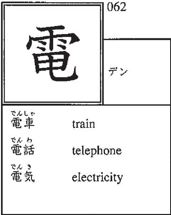 062
電
デン
でんしゃ
電車 train
でんわ
電話 telephone
でんき
電気 electricity